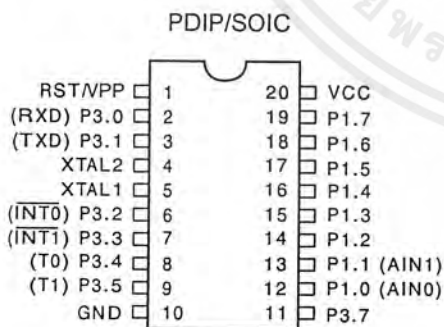 PDIP/SOIC
RST/VPP 1 20 VCC
(RXD) P3.0 2 19 P1.7
(TXD) P3.1 3 18 P1.6
XTAL2 4 17 P1.5
XTAL1 5 16 P1.4
(INT0) P3.2 6 15 P1.3
(INT1) P3.3 7 14 P1.2
(T0) P3.4 8 13 P1.1 (AIN1)
(T1) P3.5 9 12 P1.0 (AIN0)
GND 10 11 P3.7